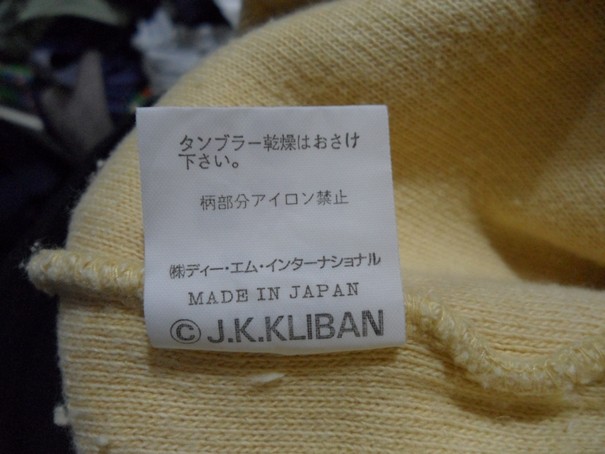 タンブラー乾燥はおさけ
下さい。
柄部分アイロン禁止
㈱ディー・エム・インターナショナル
MADE IN JAPAN
© J.K.KLIBAN